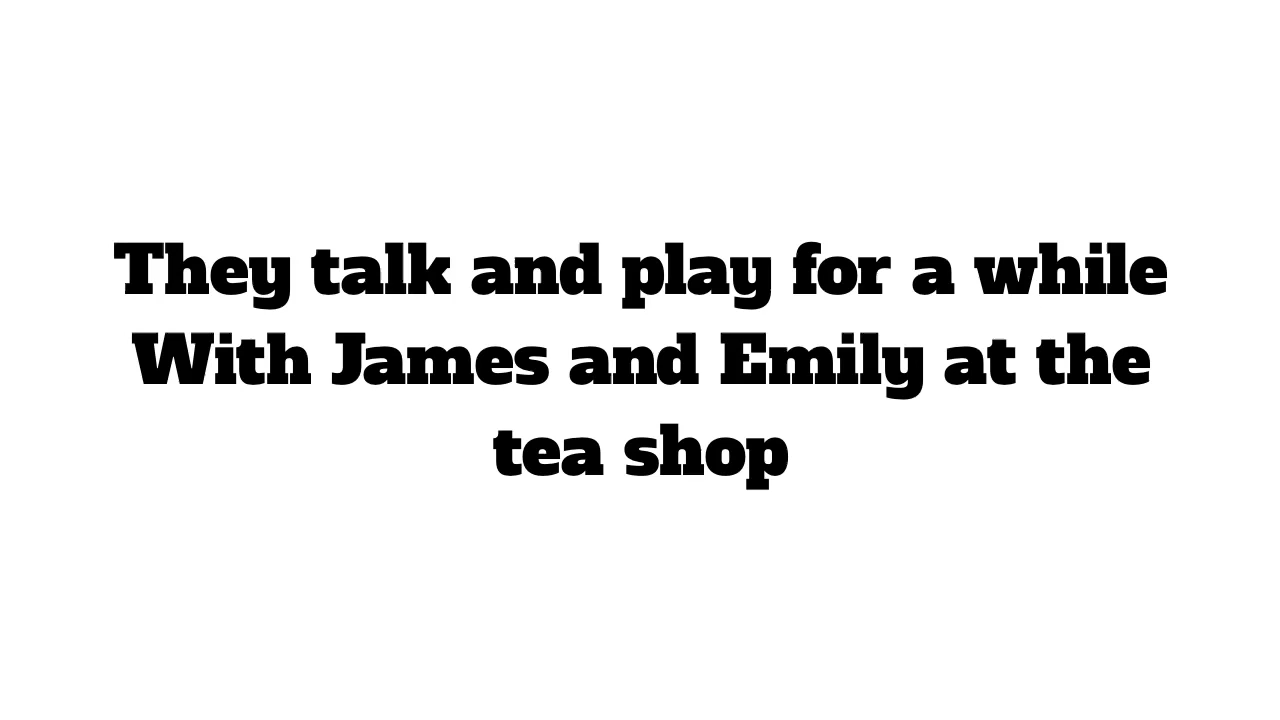 They talk and play for a while
With James and Emily at the
tea shop